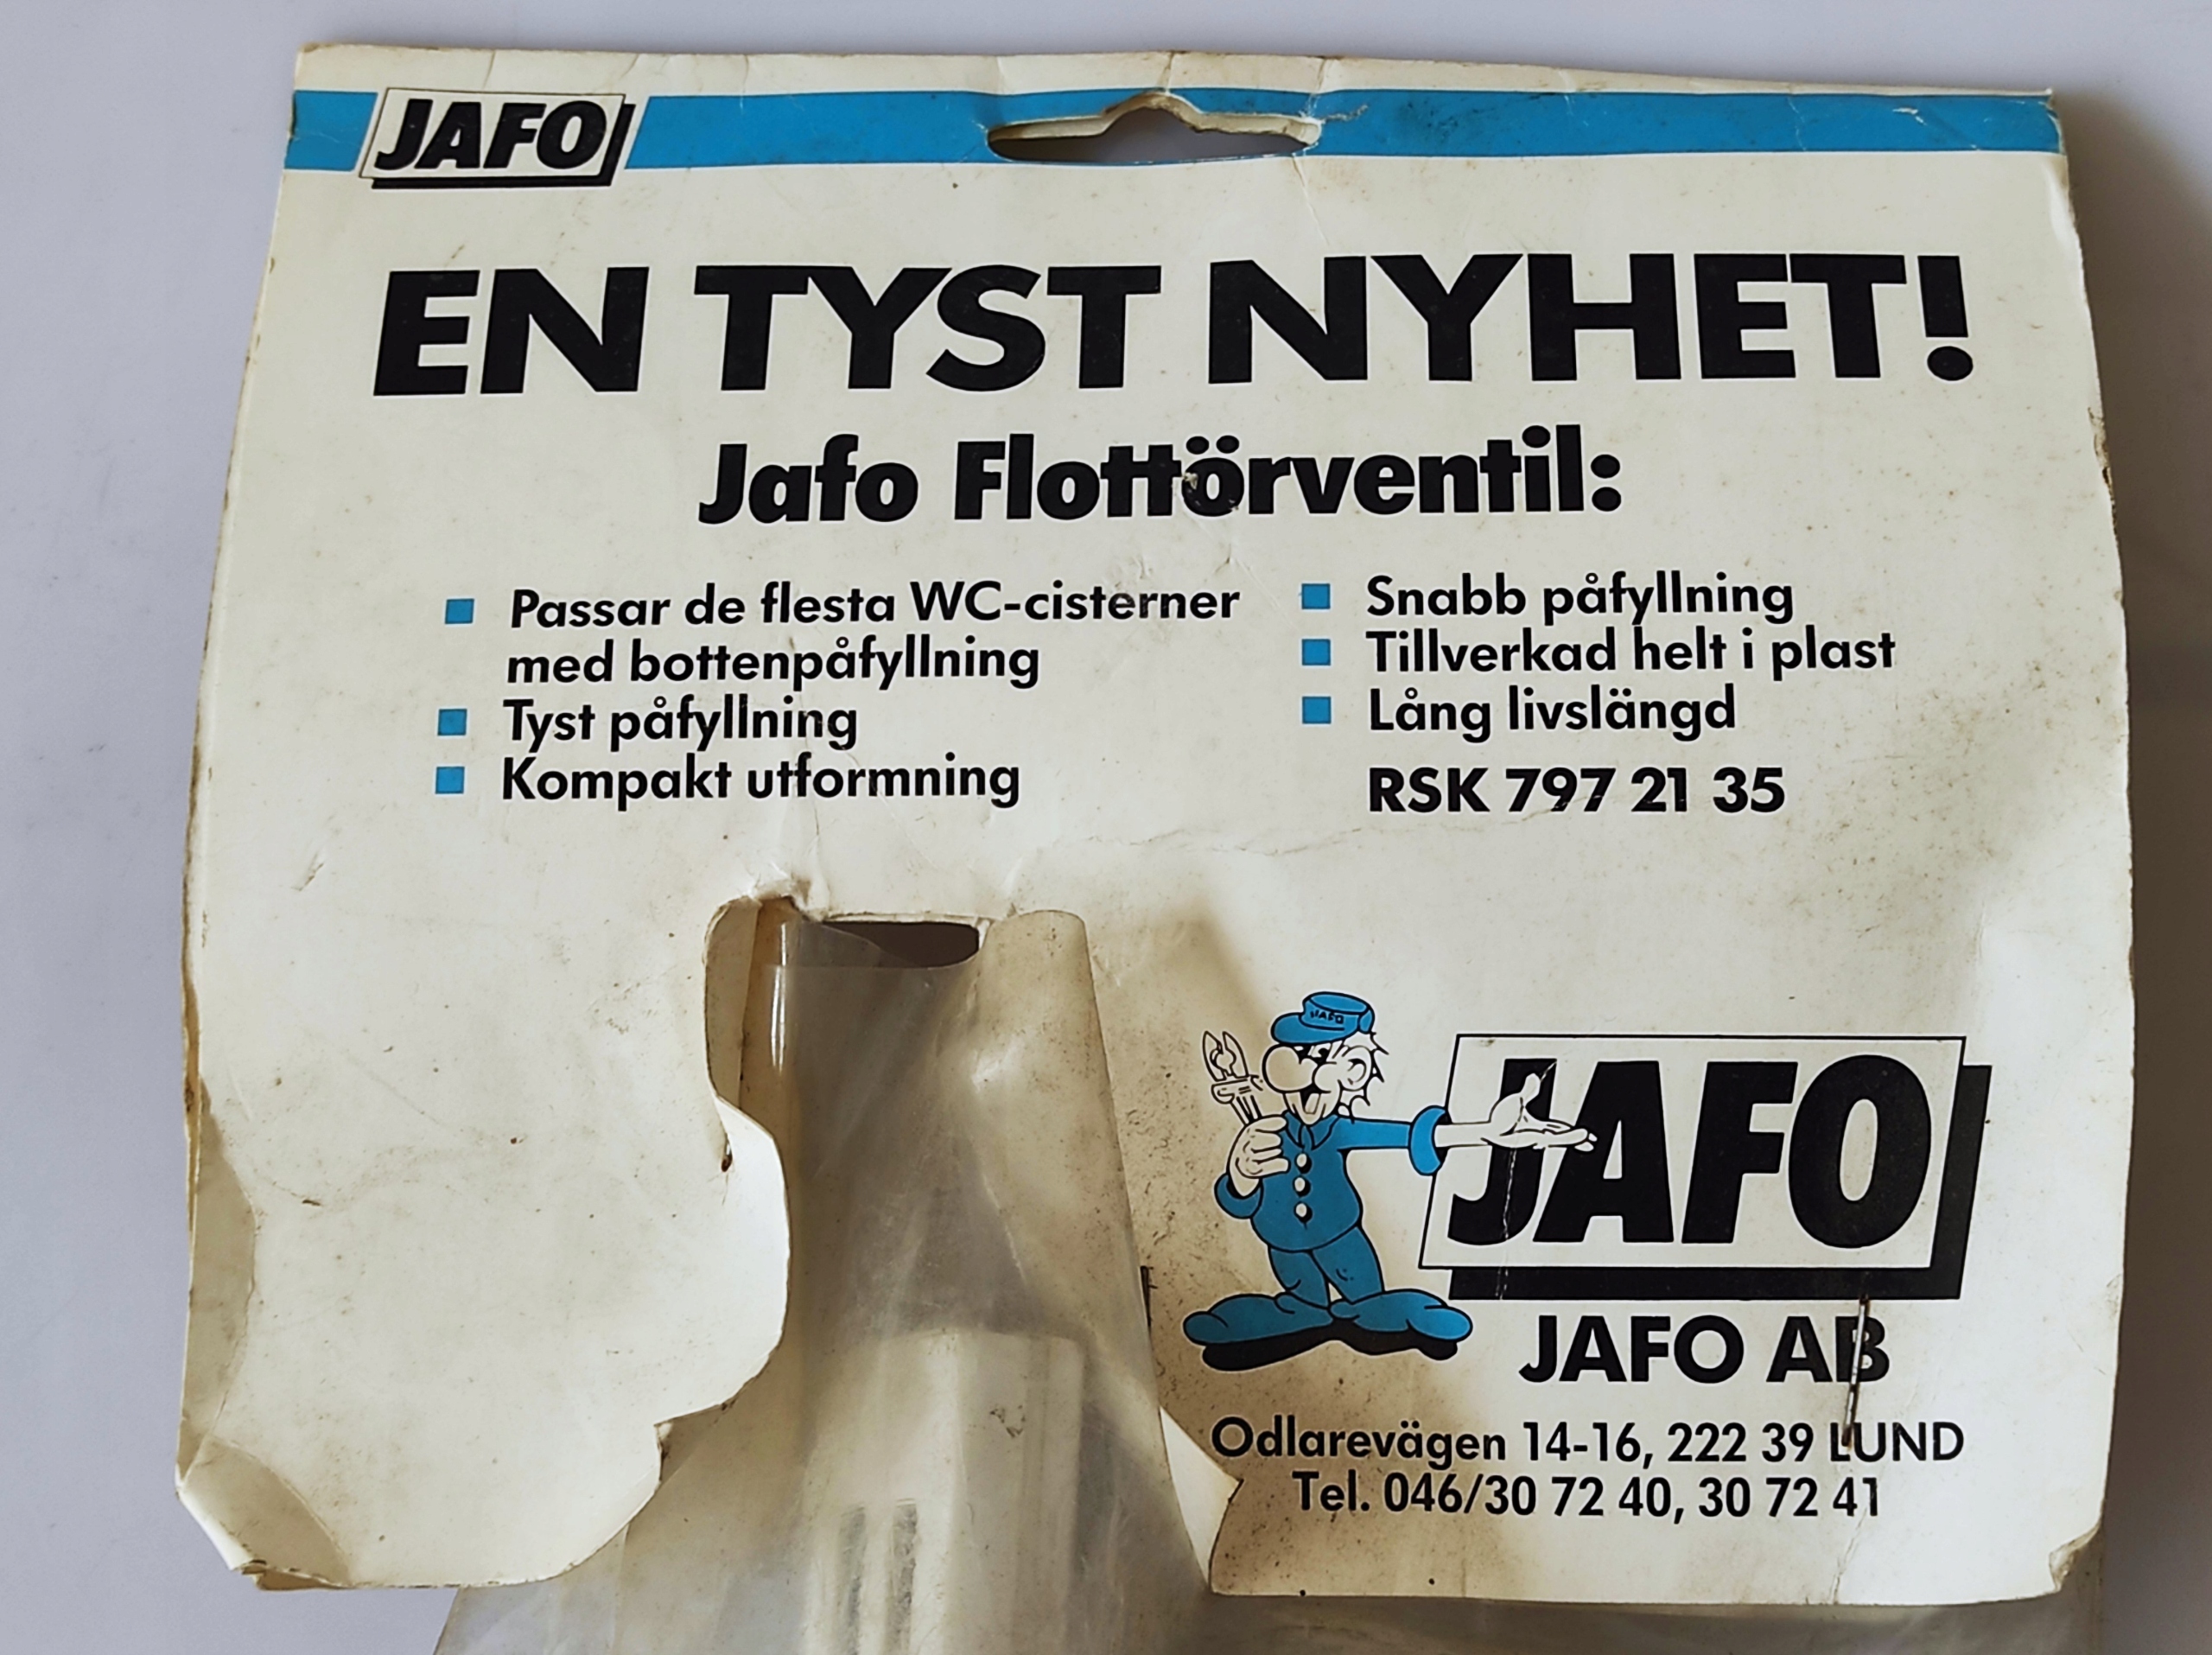 JAFO
EN TYST NYHET!
Jafo Flottörventil:
Passar de flesta WC-cisterner
med bottenpåfyllning
Tyst påfyllning
Kompakt utformning
Snabb påfyllning
Tillverkad helt i plast
Lång livslängd
RSK 797 21 35
JAFO
JAFO
JAFO AB
Odlarevägen 14-16, 222 39 LUND
Tel. 046/30 72 40, 30 72 41